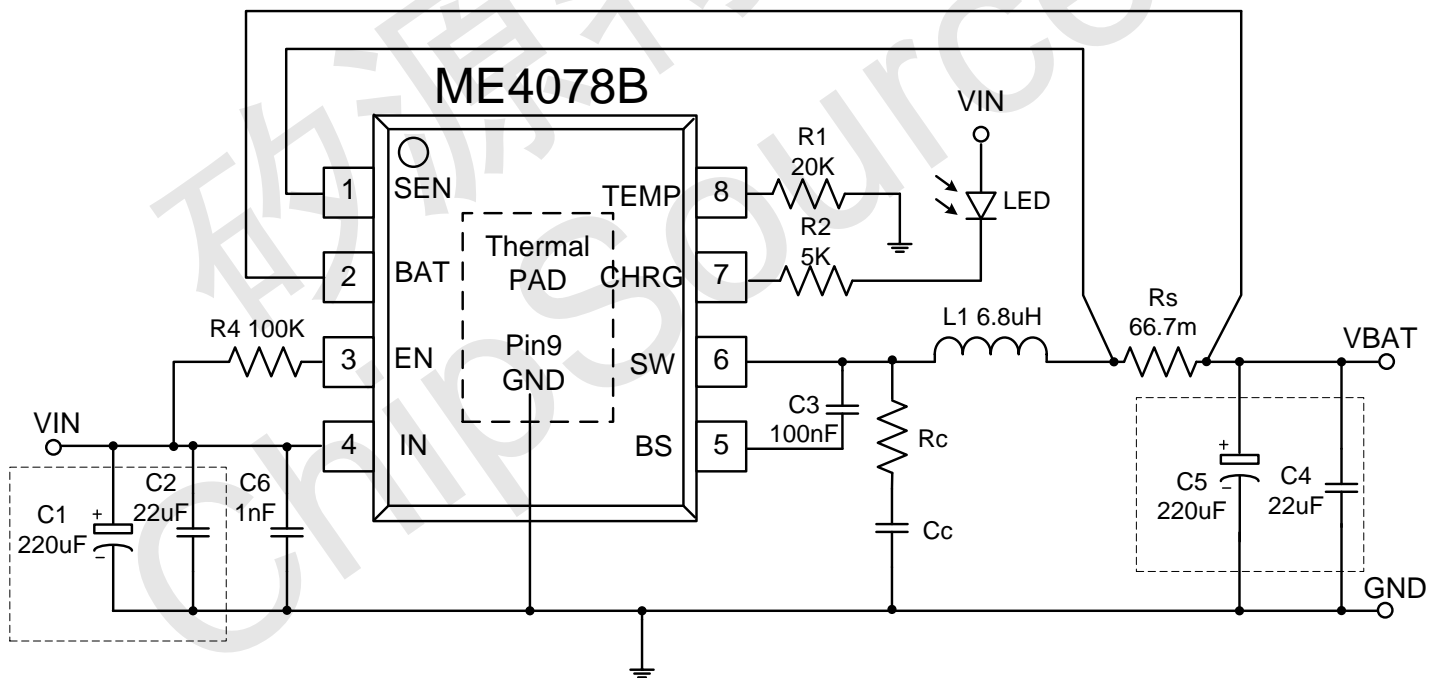 ME4078B
VIN
R1
20K
1
SEN
TEMP
8
LED
Thermal
PAD
R2
5K
2
BAT
CHRG
7
Rs
66.7m
L1 6.8uH
R4 100K
VBAT
3
EN
Pin9
GND
SW
6
C3
100nF
Rc
VIN
4
IN
BS
5
C2
22uF
C6
1nF
C1
220uF
+
−
Cc
+
−
C5
220uF
C4
22uF
GND
矽源
ChipSource